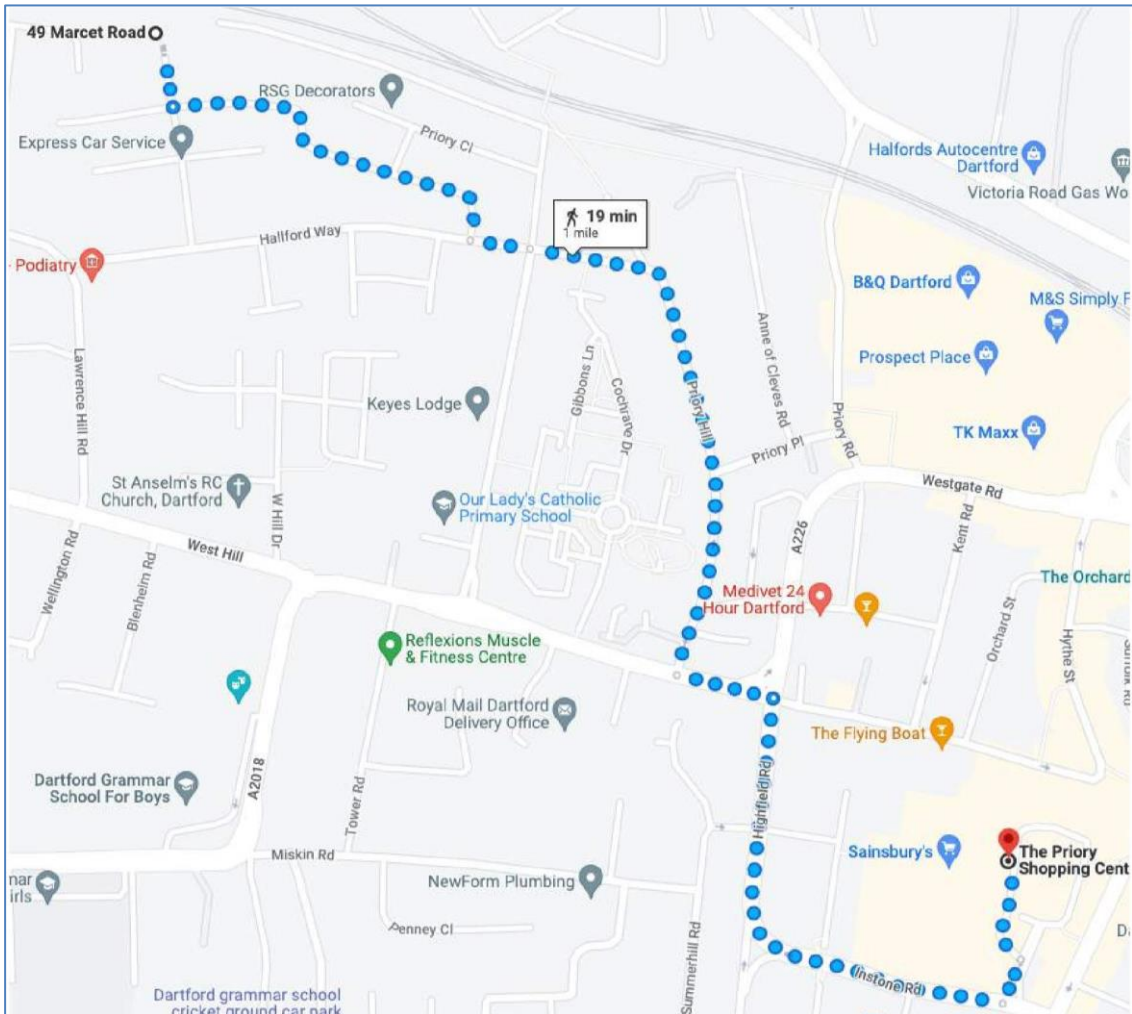 49 Marcet Road
RSG Decorators
Express Car Service
Priory Cl
Halfords Autocentre
Dartford
Victoria Road Gas Wo
19 min
1 mile
Hallford Way
Podiatry
B&Q Dartford
M&S Simply F
Prospect Place
TK Maxx
Anne of Cleves Rd
Priory Rd
Priory Hill
Priory Pl
Gibbons Ln
Cochrane Dr
Keyes Lodge
Lawrence Hill Rd
St Anselm's RC
Church, Dartford
W Hill Dr
Our Lady's Catholic
Primary School
Westgate Rd
Kent Rd
A226
West Hill
Wellington Rd
Blenheim Rd
Medivet 24
Hour Dartford
The Orchard
Orchard St
Hythe St
Reflexions Muscle
& Fitness Centre
Royal Mail Dartford
Delivery Office
The Flying Boat
Dartford Grammar
School For Boys
A2018
Tower Rd
Highfield Rd
Miskin Rd
Sainsbury's
The Priory
Shopping Cent
mar
irls
NewForm Plumbing
Penney Cl
Summerhill Rd
Instone Rd
Da
Dartford grammar school
cricket ground car park